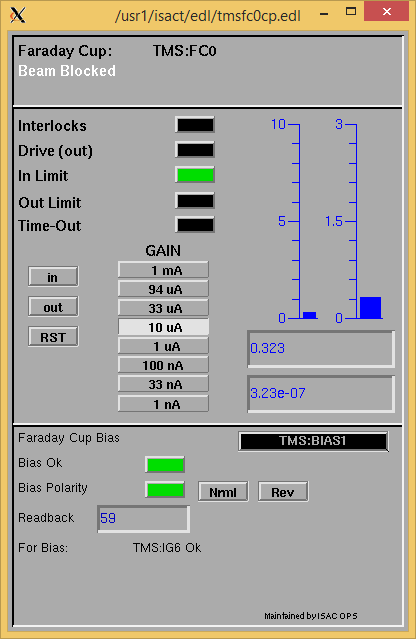 /usr1/isact/edl/tmsfc0cp.edl
Faraday Cup: TMS:FC0
Beam Blocked
Interlocks
Drive (out)
In Limit
Out Limit
Time-Out
10
5
0
3
1.5
0
GAIN
1 mA
94 uA
33 uA
10 uA
1 uA
100 nA
33 nA
1 nA
in
out
RST
0.323
3.23e-07
Faraday Cup Bias TMS:BIAS1
Bias Ok
Bias Polarity Nrml Rev
Readback 59
For Bias: TMS:IG6 Ok
Maintained by ISAC OPS